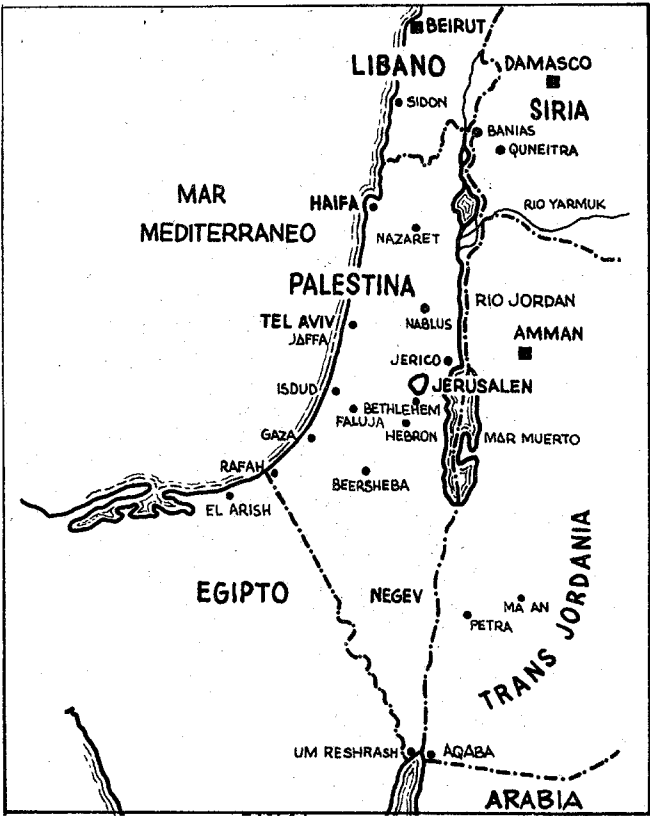 BEIRUT
LIBANO
DAMASCO
SIDON
SIRIA
BANIAS
QUNEITRA
MAR
MEDITERRANEO
HAIFA
RIO YARMUK
NAZARET
PALESTINA
RIO JORDAN
NABLUS
TEL AVIV
JAFFA
AMMAN
JERICO
JERUSALEN
ISDUD
BETHLEHEM
FALUJA
HEBRON
GAZA
MAR MUERTO
RAFAH
BEERSHEBA
EL ARISH
EGIPTO
NEGEV
MA AN
PETRA
TRANS JORDANIA
UM RESHRASH
AQABA
ARABIA